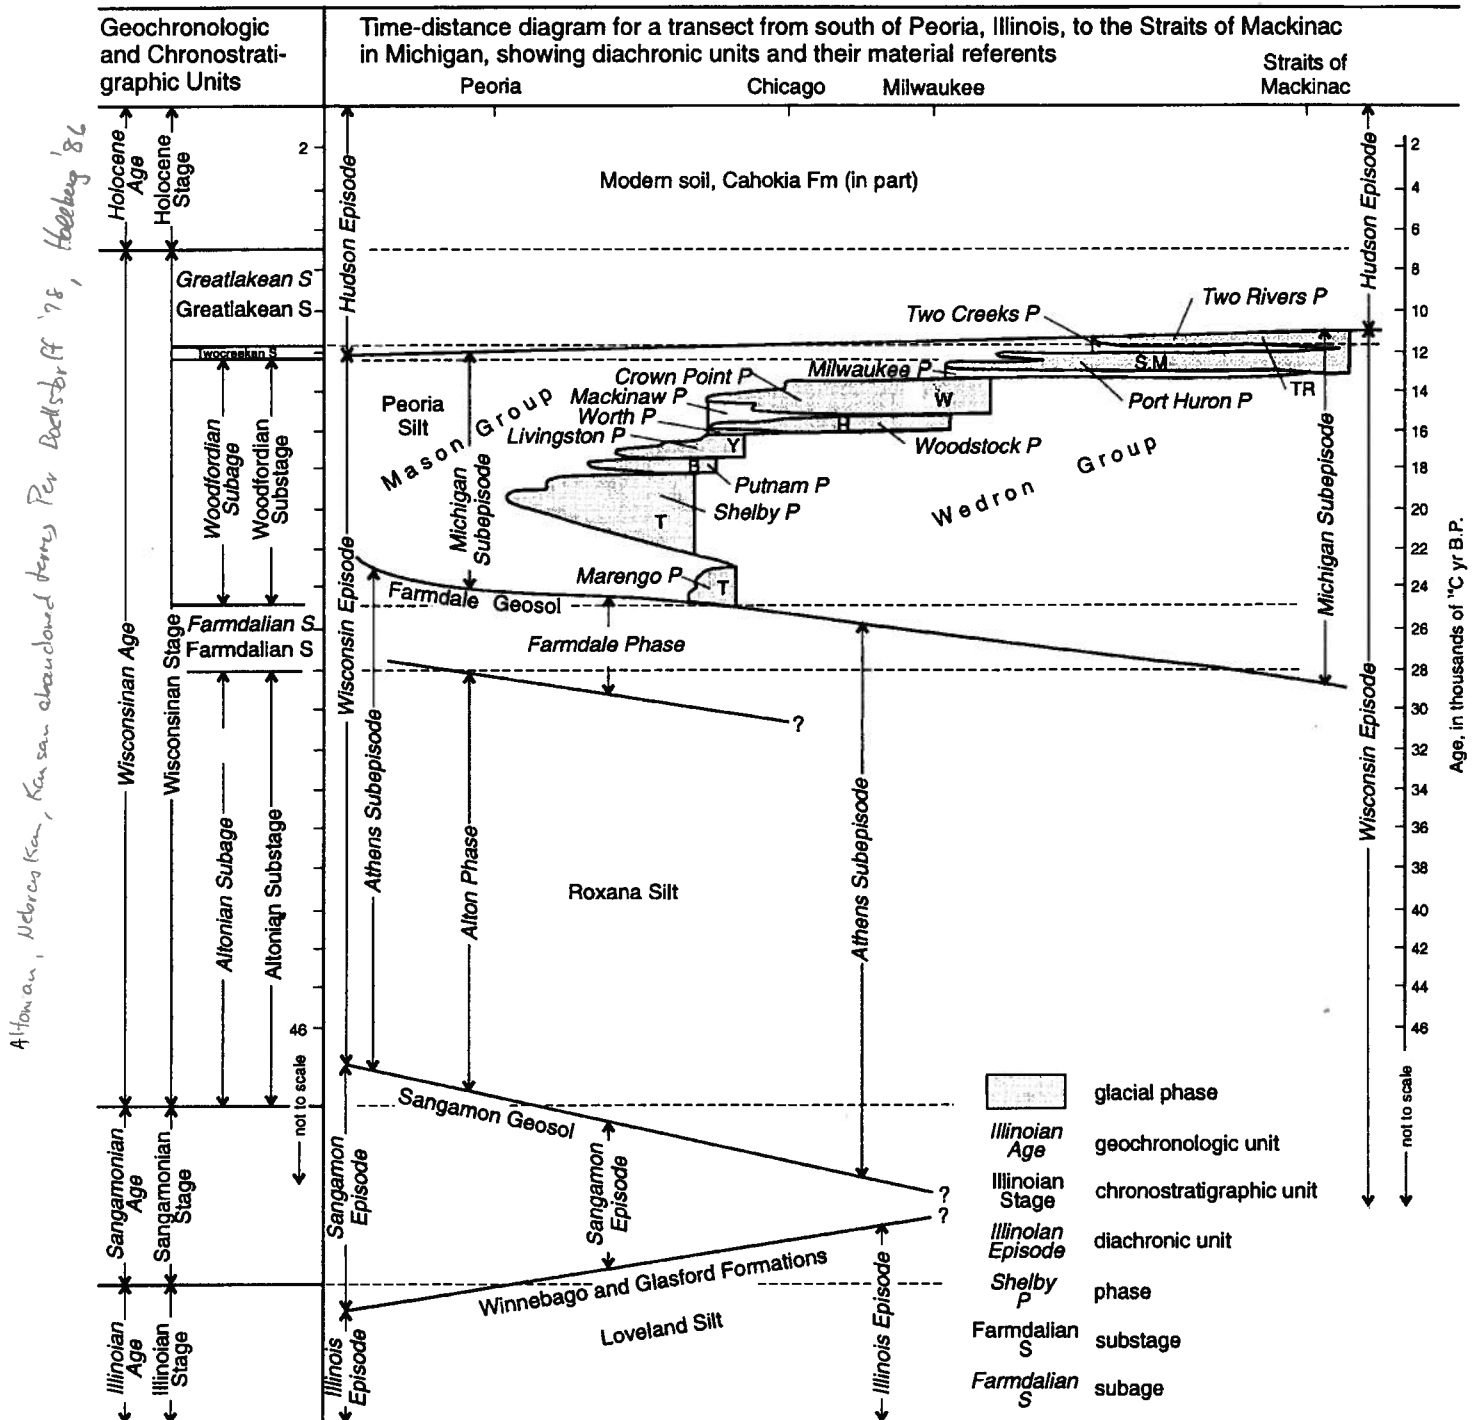 Geochronologic
and Chronostrati-
graphic Units
Time-distance diagram for a transect from south of Peoria, Illinois, to the Straits of Mackinac
in Michigan, showing diachronic units and their material referents
Peoria
Chicago
Milwaukee
Straits of
Mackinac
Holocene
Age
Holocene
Stage
2
Hudson Episode
Modern soil, Cahokia Fm (in part)
Hudson Episode
2
4
6
8
10
12
14
16
18
20
22
24
26
28
30
32
34
36
38
40
42
44
46
not to scale
Age, in thousands of ¹⁴C yr B.P.
Greatlakean S
Greatlakean S
Twocreekan S
Two Creeks P
Two Rivers P
Milwaukee P
S.M.
TR
Port Huron P
Crown Point P
W
Mackinaw P
Worth P
H
Woodstock P
Livingston P
Y
B
Putnam P
Shelby P
T
Marengo P
T
Peoria
Silt
Mason Group
Wedron Group
Michigan
Subepisode
Michigan Subepisode
Woodfordian
Subage
Woodfordian
Substage
Farmdale Geosol
Farmdalian S
Farmdalian S
Farmdale Phase
?
Wisconsinan Age
Wisconsinan Stage
Wisconsin Episode
Wisconsin Episode
Altonian Subage
Altonian Substage
Athens Subepisode
Alton Phase
Roxana Silt
Athens Subepisode
46
not to scale
Sangamon Geosol
?
?
Sangamonian
Age
Sangamonian
Stage
Sangamon
Episode
Sangamon
Episode
Winnebago and Glasford Formations
Loveland Silt
Illinoian
Age
Illinoian
Stage
Illinois
Episode
Illinois Episode
glacial phase
Illinoian
Age
geochronologic unit
Illinoian
Stage
chronostratigraphic unit
Illinoian
Episode
diachronic unit
Shelby
P
phase
Farmdalian
S
substage
Farmdalian
S
subage
Altonian, Nebraskan, Kansan abandoned terms Per Boellstorff '78, Hallberg '86